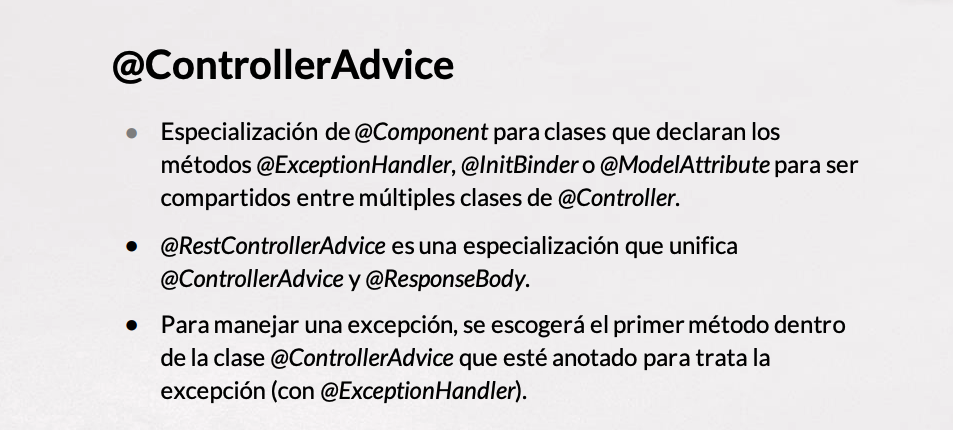 @ControllerAdvice
● Especialización de @Component para clases que declaran los
métodos @ExceptionHandler, @InitBinder o @ModelAttribute para ser
compartidos entre múltiples clases de @Controller.
● @RestControllerAdvice es una especialización que unifica
@ControllerAdvice y @ResponseBody.
● Para manejar una excepción, se escogerá el primer método dentro
de la clase @ControllerAdvice que esté anotado para trata la
excepción (con @ExceptionHandler).